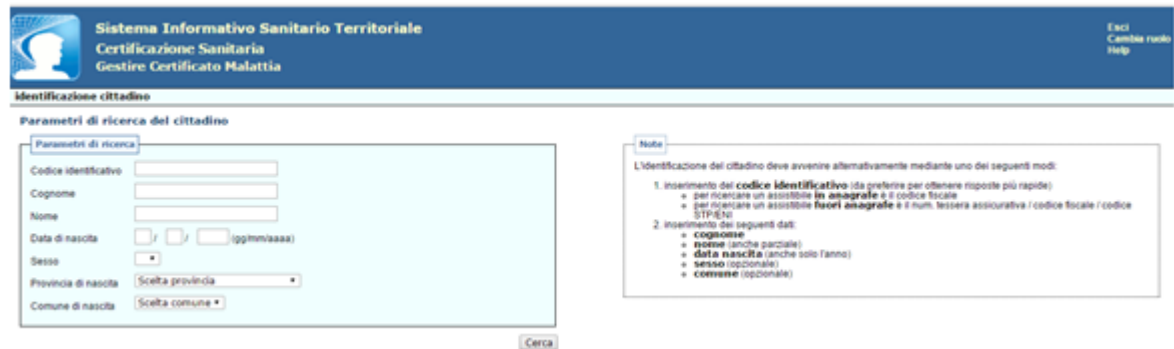 Sistema Informativo Sanitario Territoriale
Certificazione Sanitaria
Gestire Certificato Malattia
Esci
Cambia ruolo
Help
identificazione cittadino
Parametri di ricerca del cittadino
Parametri di ricerca
Codice identificativo
Cognome
Nome
Data di nascita / / (gg/mm/aaaa)
Sesso
Provincia di nascita Scelta provincia
Comune di nascita Scelta comune
Cerca
Note
L'identificazione del cittadino deve avvenire alternativamente mediante uno dei seguenti modi:
1. inserimento del codice identificativo (da preferire per ottenere risposte più rapide)
per ricercare un assistibile in anagrafe è il codice fiscale
per ricercare un assistibile fuori anagrafe è il num. tessera assicurativa / codice fiscale / codice
STP/ENI
2. inserimento dei seguenti dati:
cognome
nome (anche parziale)
data nascita (anche solo l'anno)
sesso (opzionale)
comune (opzionale)